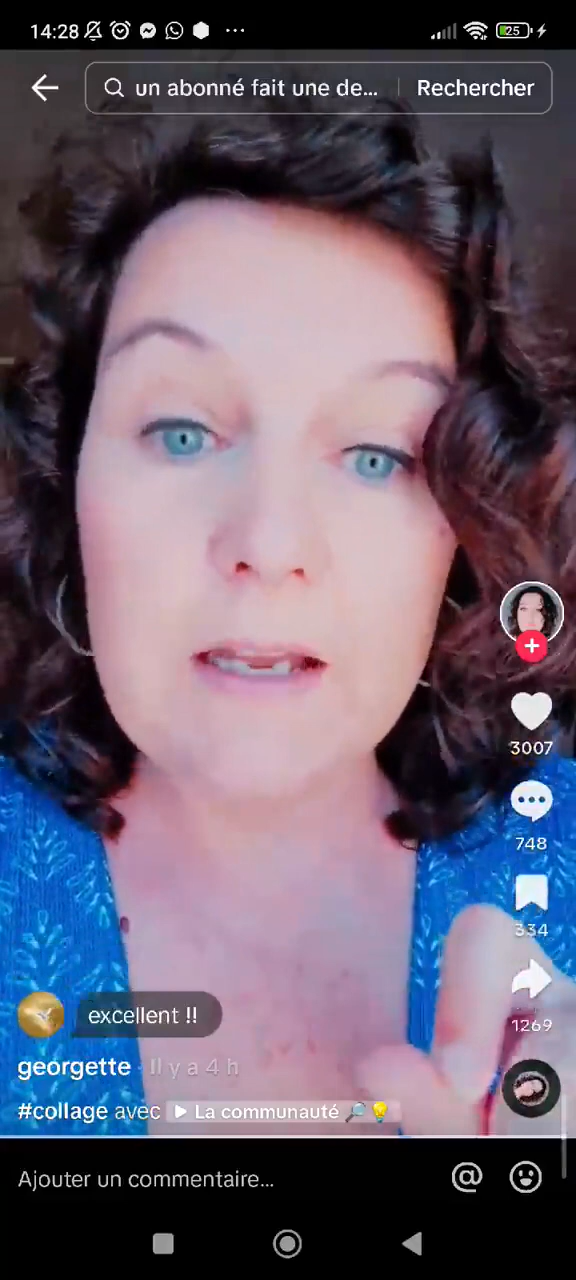 14:28
25
un abonné fait une de...
Rechercher
3007
748
334
1269
excellent !!
georgette · Il y a 4 h
#collage avec ▶ La communauté 🔎💡
Ajouter un commentaire...